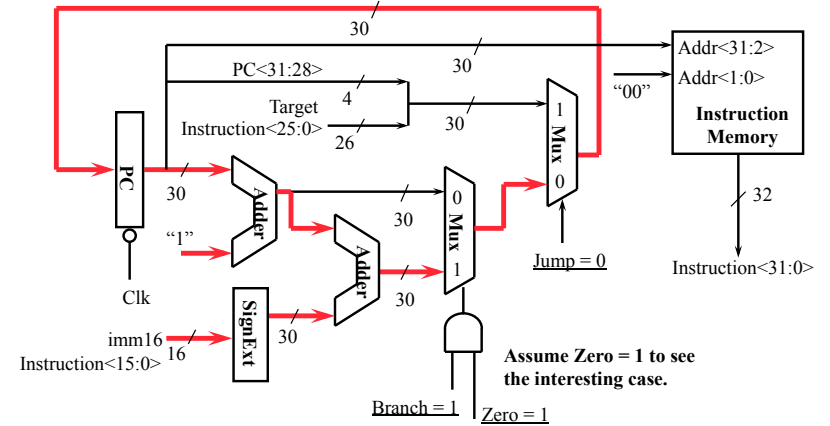 30
30
Addr<31:2>
PC<31:28>
4
Addr<1:0>
“00”
Target
Instruction<25:0>
26
30
1
Mux
0
Instruction
Memory
PC
30
Adder
0
Mux
1
30
32
“1”
Adder
30
Jump = 0
Instruction<31:0>
Clk
SignExt
30
imm16
16
Instruction<15:0>
Assume Zero = 1 to see
the interesting case.
Branch = 1
Zero = 1